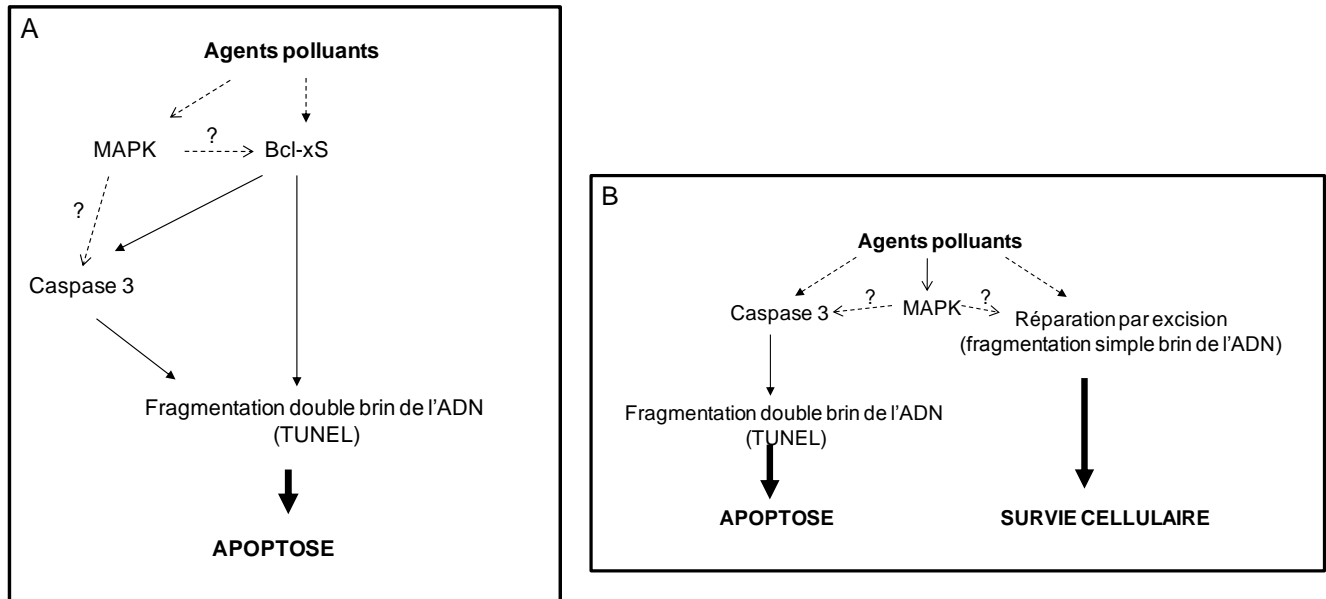 A
Agents polluants
?
MAPK
Bcl-xS
?
Caspase 3
Fragmentation double brin de l'ADN
(TUNEL)
APOPTOSE
B
Agents polluants
?
?
Caspase 3
MAPK
Réparation par excision
(fragmentation simple brin de l'ADN)
Fragmentation double brin de l'ADN
(TUNEL)
APOPTOSE
SURVIE CELLULAIRE